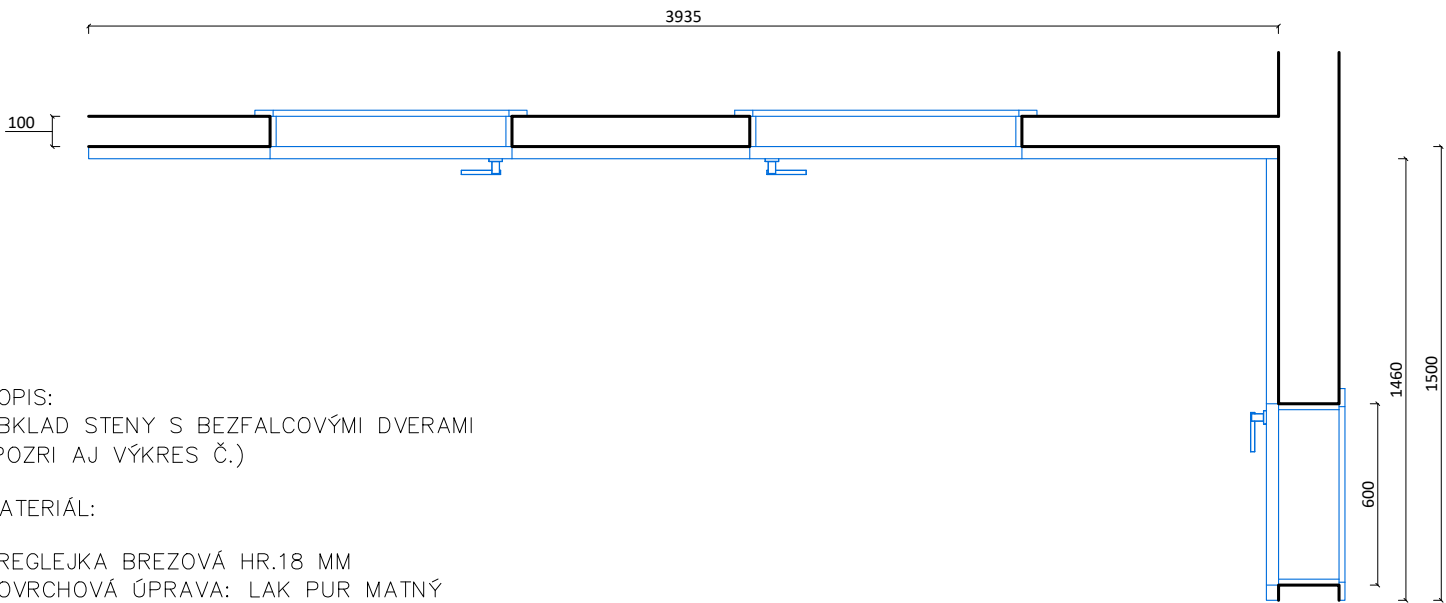 3935
100
1460
1500
600
OPIS:
BKLAD STENY S BEZFALCOVÝMI DVERAMI
POZRI AJ VÝKRES Č.)
ATERIÁL:
REGLEJKA BREZOVÁ HR.18 MM
OVRCHOVÁ ÚPRAVA: LAK PUR MATNÝ